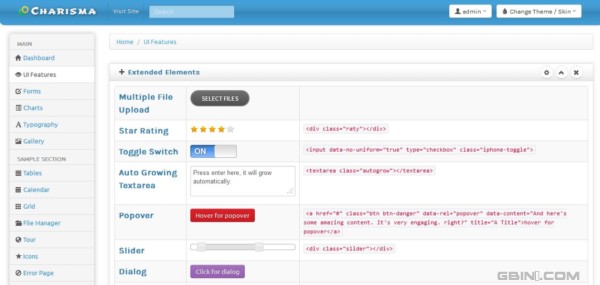 CHARISMA
Visit Site
Search
admin
Change Theme / Skin
MAIN
Dashboard
UI Features
Forms
Charts
Typography
Gallery
SAMPLE SECTION
Tables
Calendar
Grid
File Manager
Tour
Icons
Error Page
Home / UI Features
Extended Elements
Multiple File
Upload
SELECT FILES
Star Rating
<div class="raty"></div>
Toggle Switch
ON
<input data-no-uniform="true" type="checkbox" class="iphone-toggle">
Auto Growing
Textarea
Press enter here, it will grow
automatically.
<textarea class="autogrow"></textarea>
Popover
Hover for popover
<a href="#" class="btn btn-danger" data-rel="popover" data-content="And here's
some amazing content. It's very engaging. right?" title="A Title">hover for
popover</a>
Slider
<div class="slider"></div>
Dialog
Click for dialog
GBIN1.COM